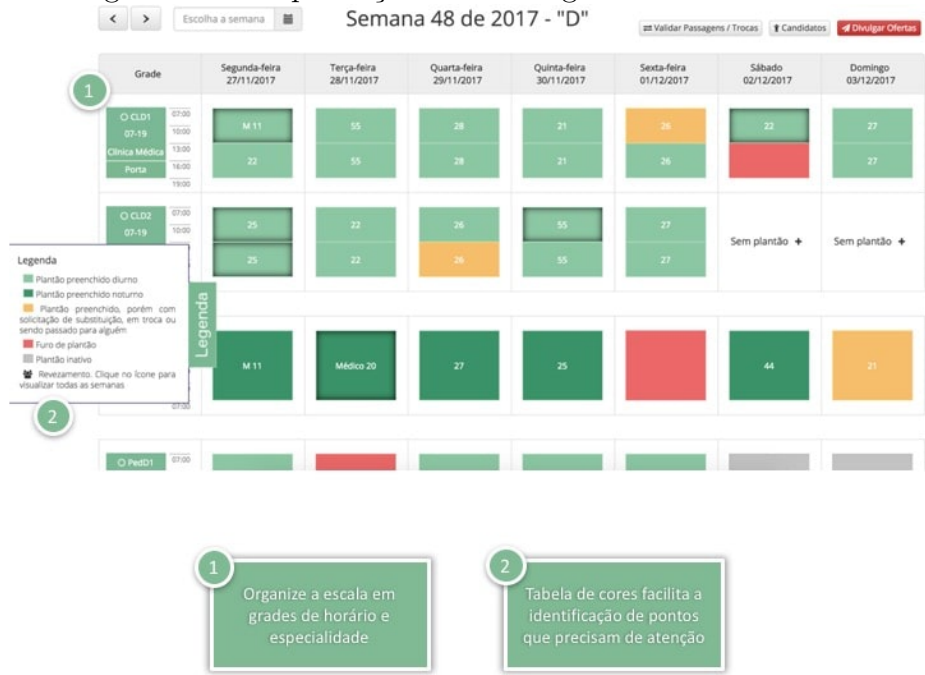 Escolha a semana
Semana 48 de 2017 - "D"
Validar Passagens / Trocas
Candidatos
Divulgar Ofertas
Grade
Segunda-feira
27/11/2017
Terça-feira
28/11/2017
Quarta-feira
29/11/2017
Quinta-feira
30/11/2017
Sexta-feira
01/12/2017
Sábado
02/12/2017
Domingo
03/12/2017
1
CLD1
07-19
Clínica Médica
Porta
07:00
10:00
13:00
16:00
19:00
M 11
55
28
21
26
22
27
22
55
28
21
26
27
CLD2
07-19
07:00
10:00
25
22
26
55
27
25
22
26
55
27
Sem plantão +
Sem plantão +
Legenda
Plantão preenchido diurno
Plantão preenchido noturno
Plantão preenchido, porém com
solicitação de substituição, em troca ou
sendo passado para alguém
Furo de plantão
Plantão inativo
Revezamento. Clique no ícone para
visualizar todas as semanas
Legenda
2
M 11
Médico 20
27
25
44
21
07:00
PedD1
07:00
1
Organize a escala em
grades de horário e
especialidade
2
Tabela de cores facilita a
identificação de pontos
que precisam de atenção